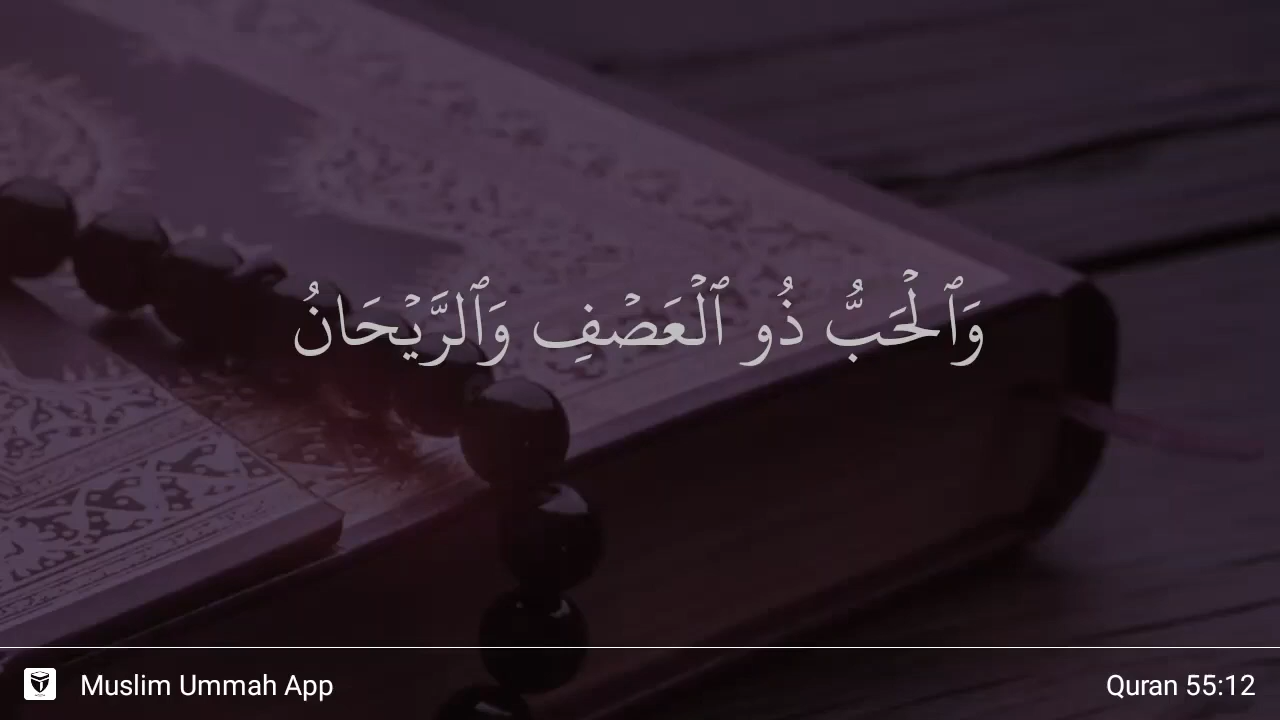 وَٱلْحَبُّ ذُو ٱلْعَصْفِ وَٱلرَّيْحَانُ
Muslim Ummah App
Quran 55:12